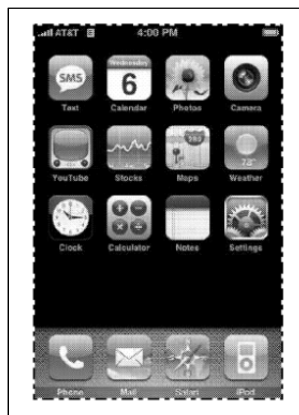 AT&T E 4:00 PM
SMS Wednesday 6
Text Calendar Photos Camera
280
73°
YouTube Stocks Maps Weather
Clock Calculator Notes Settings
Phone Mail Safari iPod